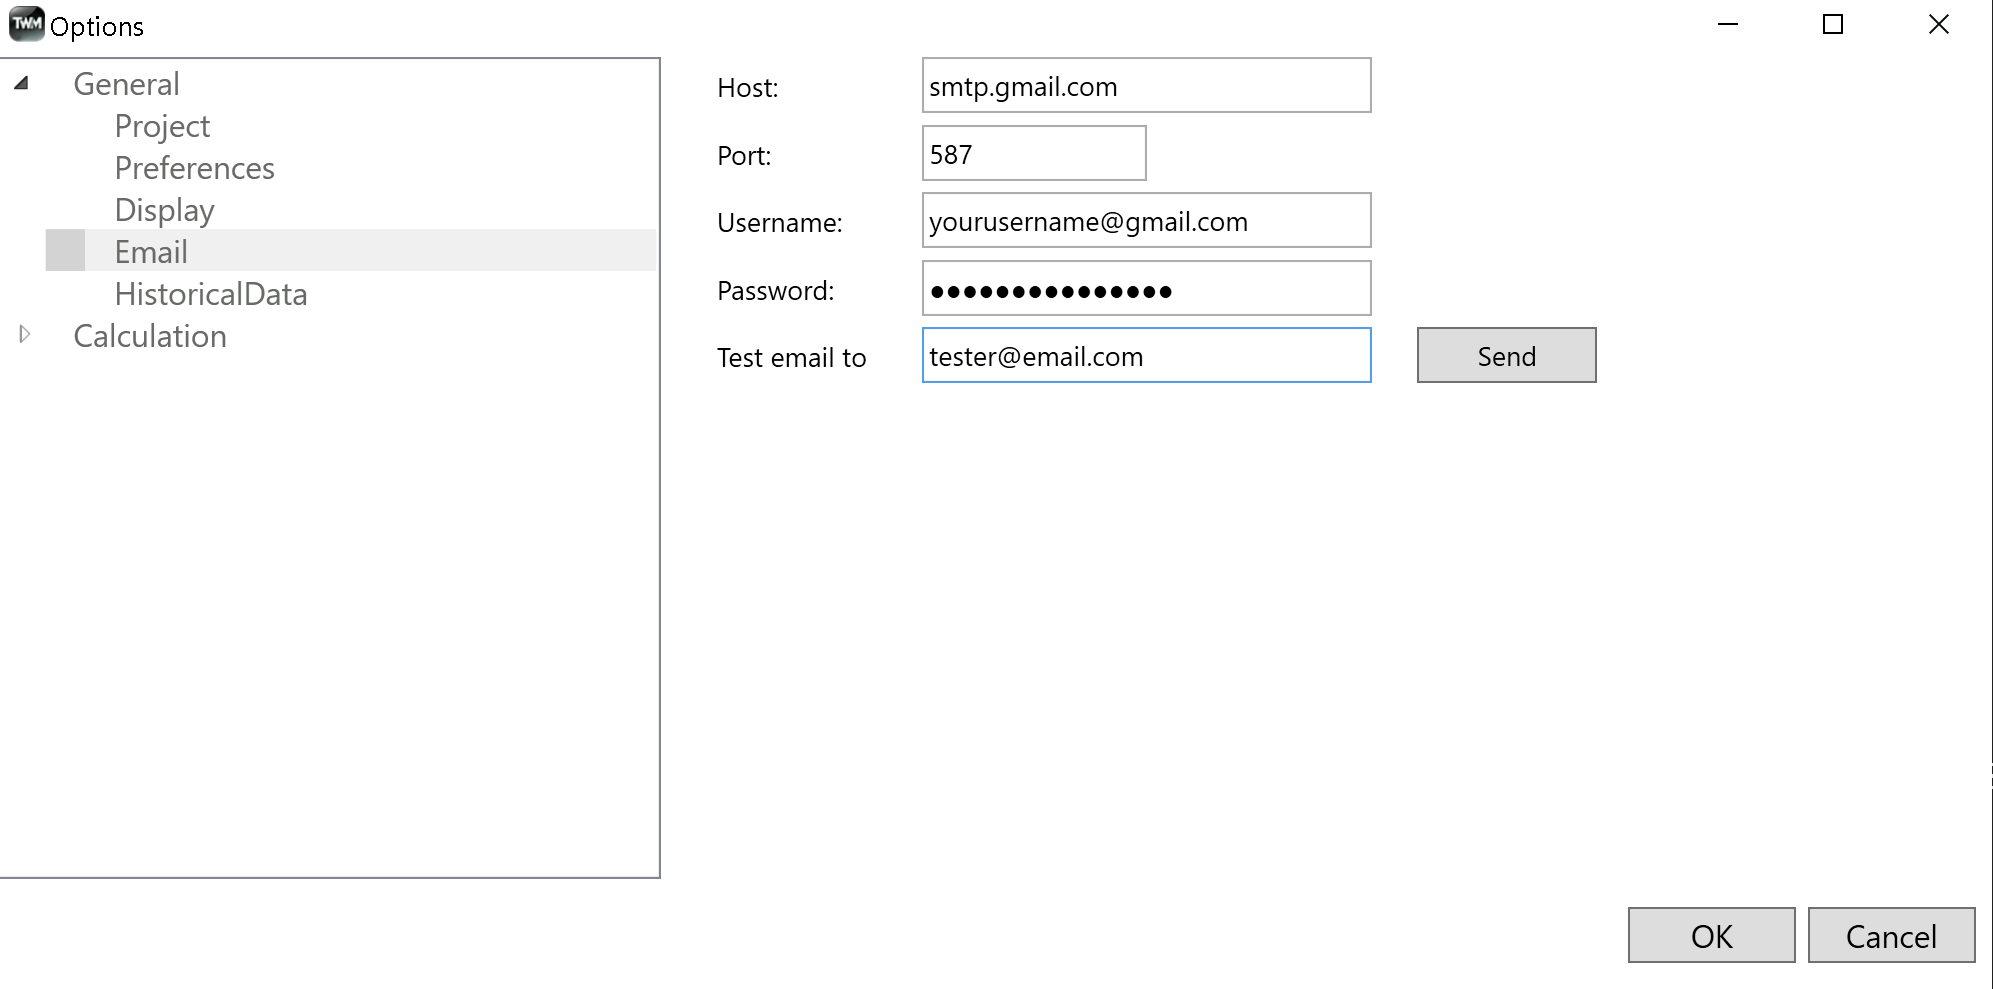 TWM Options
General
Project
Preferences
Display
Email
HistoricalData
Calculation
Host: smtp.gmail.com
Port: 587
Username: yourusername@gmail.com
Password: ●●●●●●●●●●●●●●●
Test email to tester@email.com Send
OK Cancel